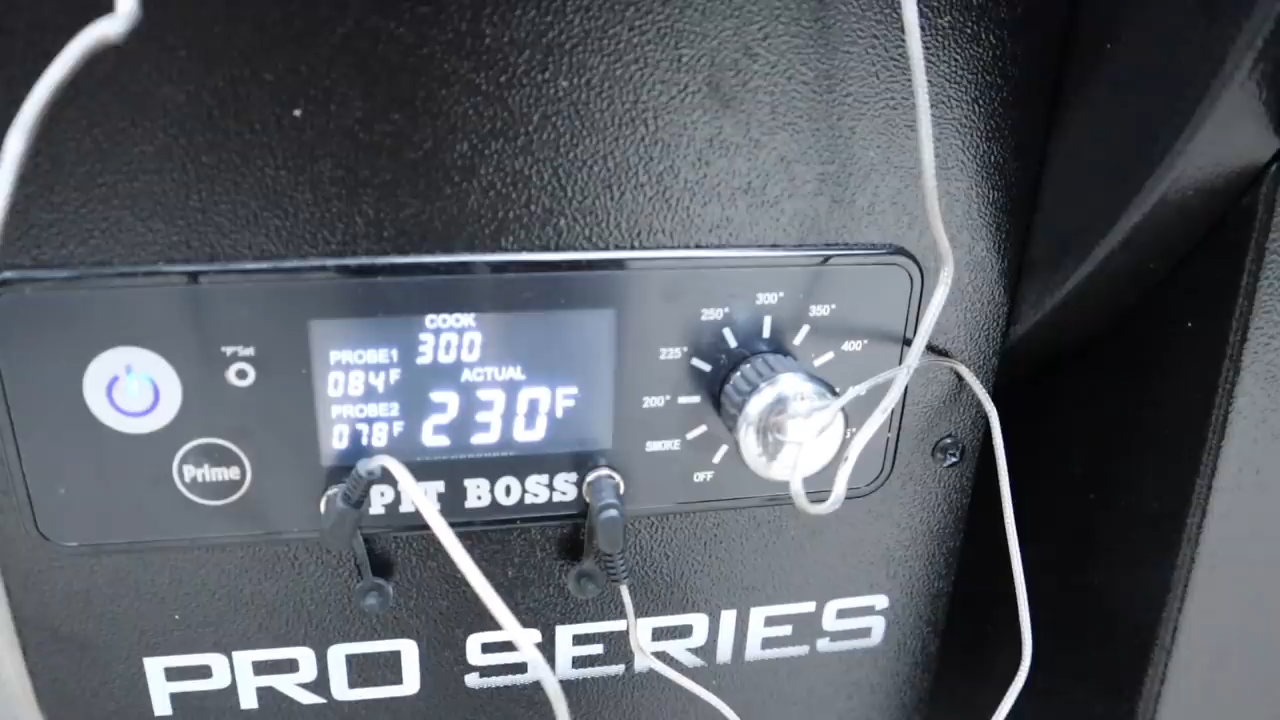 COOK
300
PROBE1
084F
ACTUAL
230F
PROBE2
078F
"P"Set
Prime
PIT BOSS
OFF
SMOKE
200°
225°
250°
300°
350°
400°
PRO SERIES